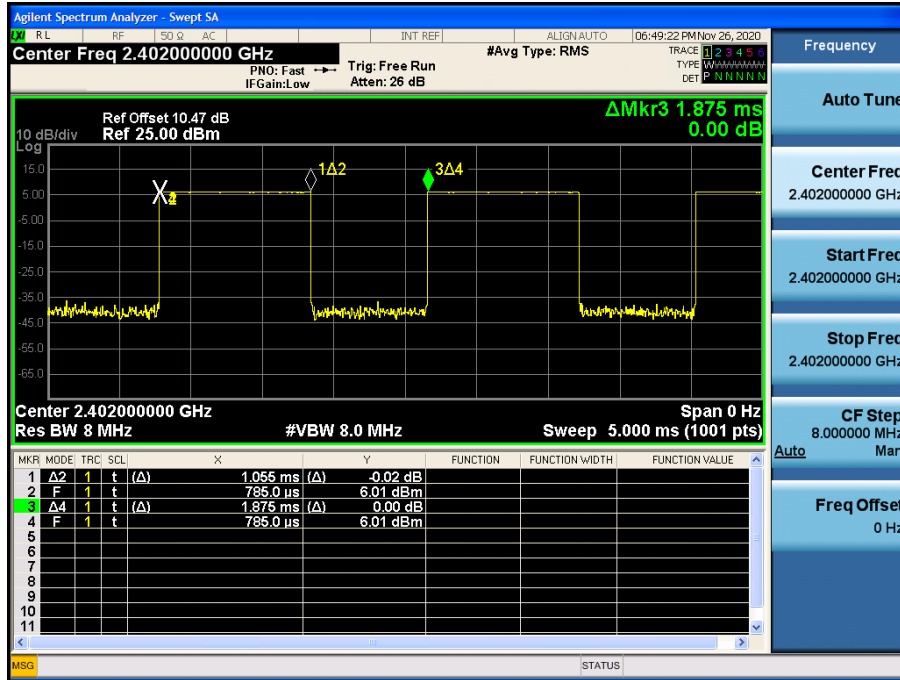 Agilent Spectrum Analyzer - Swept SA
LXI RL RF 50 Ω AC INT REF ALIGN AUTO 06:49:22 PM Nov 26, 2020
Center Freq 2.402000000 GHz #Avg Type: RMS TRACE 1 2 3 4 5 6
PNO: Fast Trig: Free Run TYPE WWWWWW
IFGain:Low Atten: 26 dB DET P N N N N N
Ref Offset 10.47 dB ΔMkr3 1.875 ms
10 dB/div Ref 25.00 dBm 0.00 dB
Log
15.0
5.00
-5.00
-15.0
-25.0
-35.0
-45.0
-55.0
-65.0
1Δ2
3Δ4
Center 2.402000000 GHz Span 0 Hz
Res BW 8 MHz #VBW 8.0 MHz Sweep 5.000 ms (1001 pts)
MKR MODE TRC SCL X Y FUNCTION FUNCTION WIDTH FUNCTION VALUE
1 Δ2 1 t (Δ) 1.055 ms (Δ) -0.02 dB
2 F 1 t 785.0 µs 6.01 dBm
3 Δ4 1 t (Δ) 1.875 ms (Δ) 0.00 dB
4 F 1 t 785.0 µs 6.01 dBm
5
6
7
8
9
10
11
MSG STATUS
Frequency
Auto Tune
Center Freq
2.402000000 GHz
Start Freq
2.402000000 GHz
Stop Freq
2.402000000 GHz
CF Step
8.000000 MHz
Auto Man
Freq Offset
0 Hz